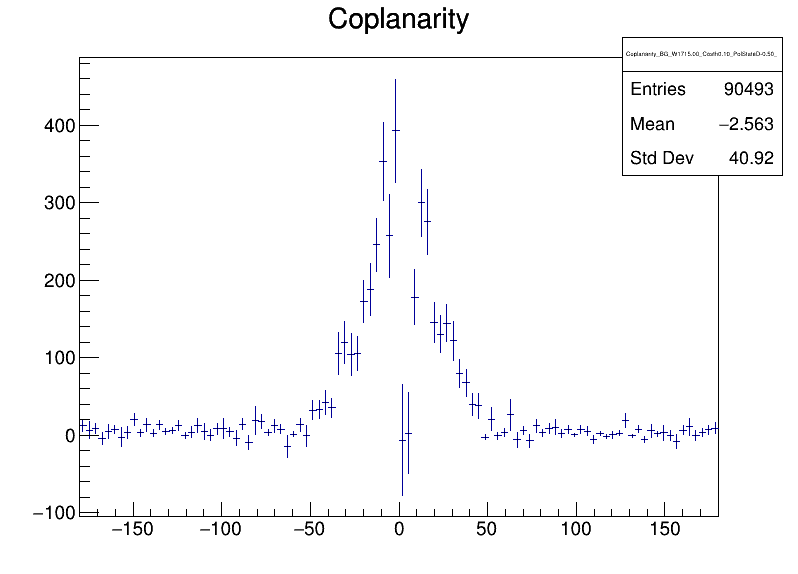 Coplanarity
Coplanarity_BG_W1715.00_Costh0.10_PolStateD-0.50_
Entries 90493
Mean −2.563
Std Dev 40.92
400
300
200
100
0
−100
−150 −100 −50 0 50 100 150